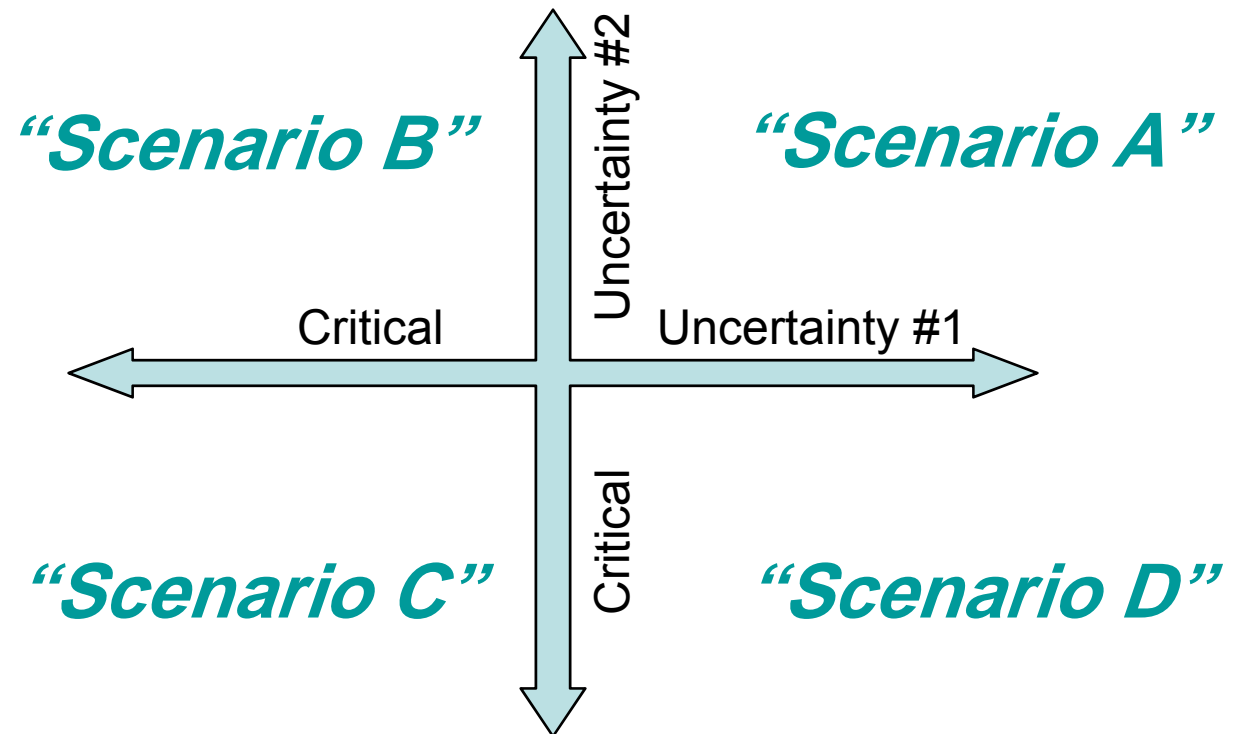 “Scenario B”
“Scenario A”
Critical Uncertainty #2
Critical Uncertainty #1
“Scenario C”
“Scenario D”